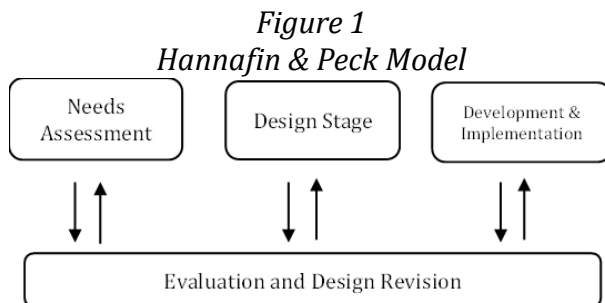 Figure 1
Hannafin & Peck Model
Needs
Assessment
Design Stage
Development &
Implementation
Evaluation and Design Revision